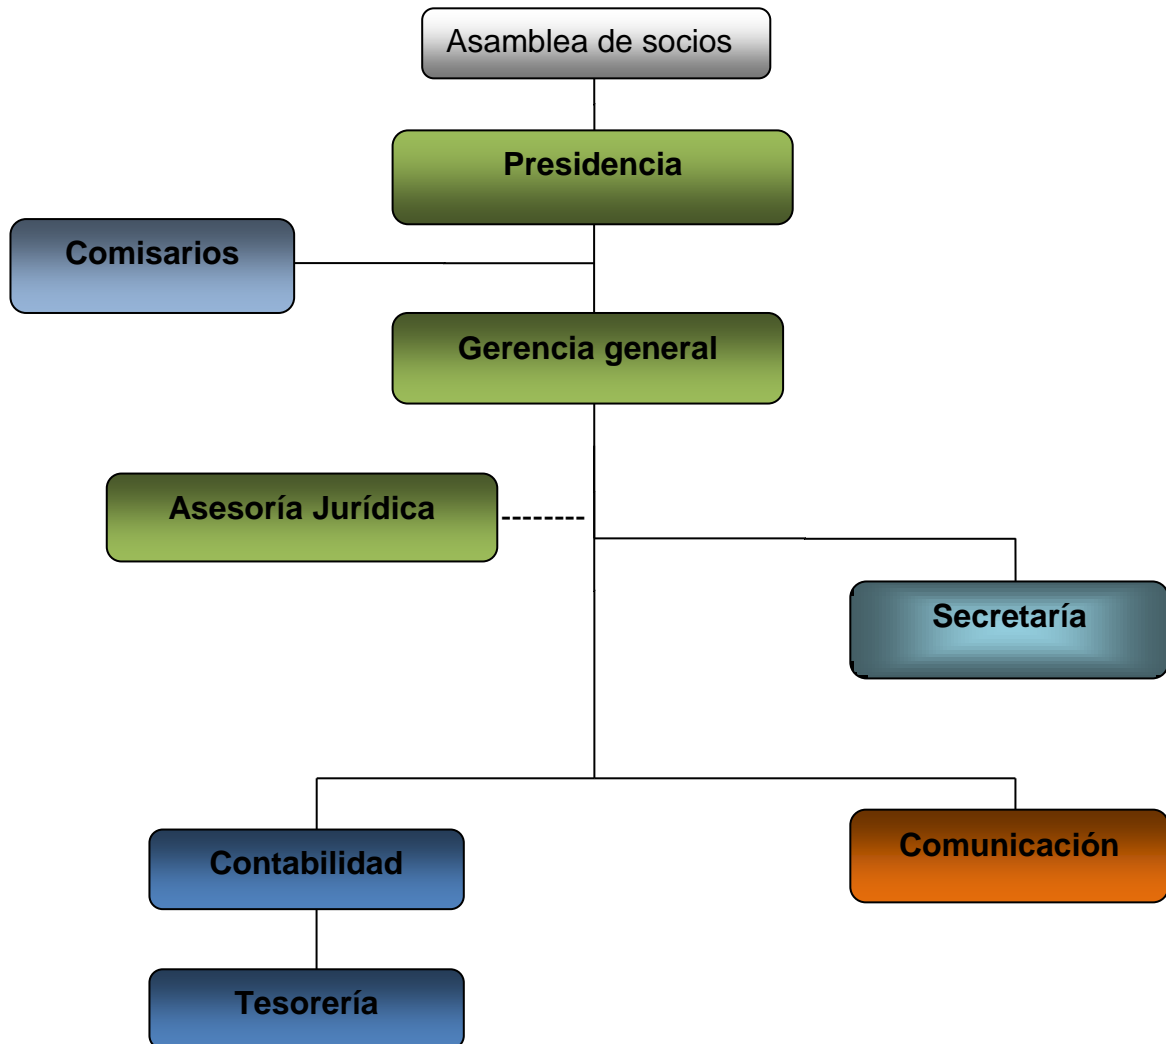 Asamblea de socios
Presidencia
Comisarios
Gerencia general
Asesoría Jurídica
Secretaría
Contabilidad
Comunicación
Tesorería